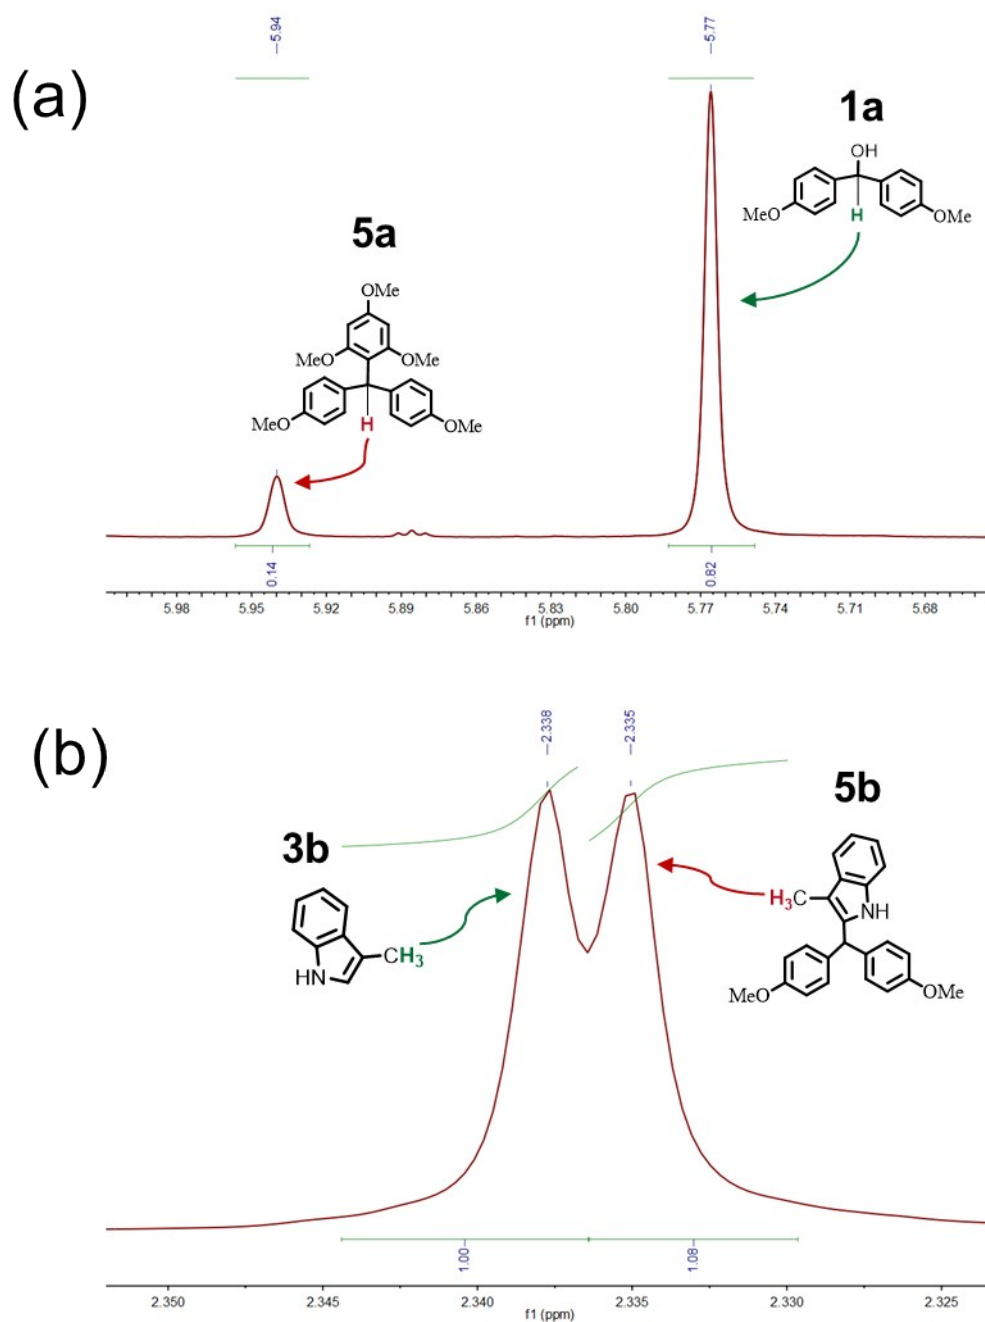 5.94
5.77
(a)
1a
OH
MeO
H
OMe
5a
OMe
MeO
OMe
MeO
H
OMe
0.14
0.82
5.98 5.95 5.92 5.89 5.86 5.83 5.80 5.77 5.74 5.71 5.68
f1 (ppm)
2.338
2.335
(b)
5b
3b
H3C
NH
CH3
HN
MeO
OMe
1.00
1.08
2.350 2.345 2.340 2.335 2.330 2.325
f1 (ppm)